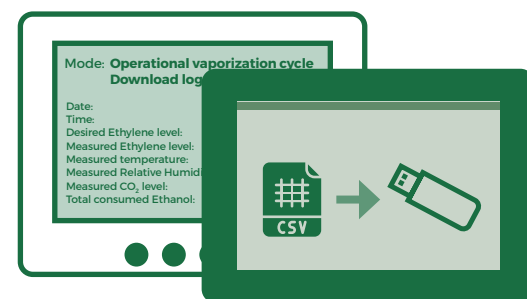 Mode: Operational vaporization cycle
Download log
Date:
Time:
Desired Ethylene level:
Measured Ethylene level:
Measured temperature:
Measured Relative Humidi
Measured CO₂ level:
Total consumed Ethanol:
CSV